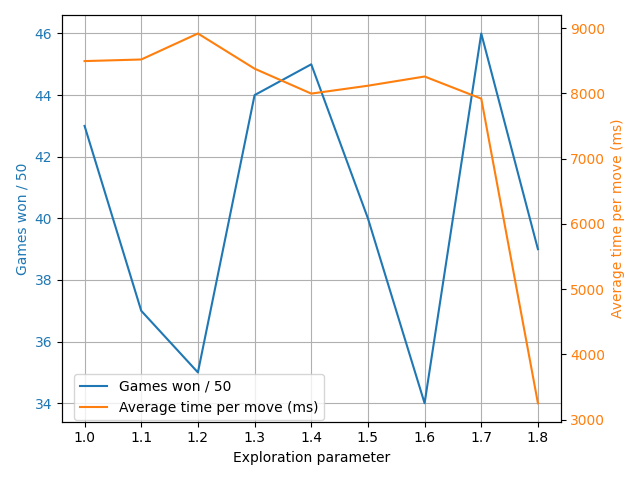 46
44
42
40
38
36
34
Games won / 50
9000
8000
7000
6000
5000
4000
3000
Average time per move (ms)
Games won / 50
Average time per move (ms)
1.0 1.1 1.2 1.3 1.4 1.5 1.6 1.7 1.8
Exploration parameter